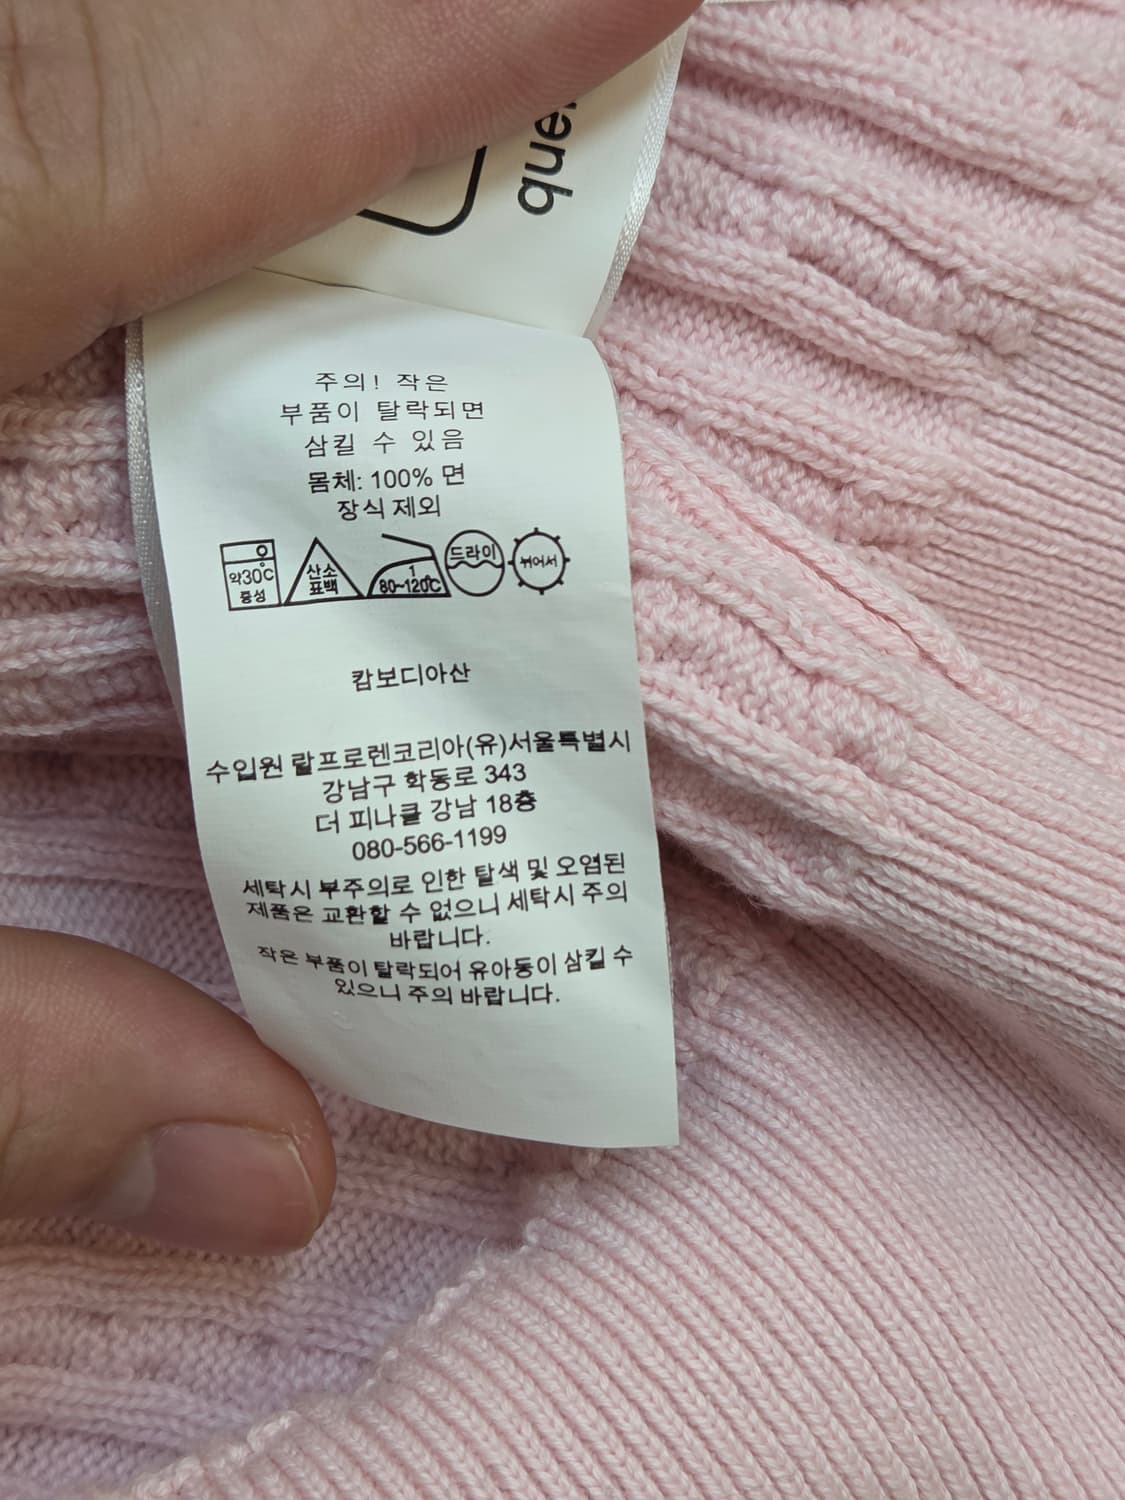 주의! 작은
부품이 탈락되면
삼킬 수 있음
몸체: 100% 면
장식 제외
약30℃
중성
산소
표백
1
80~120℃
드라이
뉘어서
캄보디아산
수입원 랄프로렌코리아(유)서울특별시
강남구 학동로 343
더 피나클 강남 18층
080-566-1199
세탁시 부주의로 인한 탈색 및 오염된
제품은 교환할 수 없으니 세탁시 주의
바랍니다.
작은 부품이 탈락되어 유아동이 삼킬 수
있으니 주의 바랍니다.